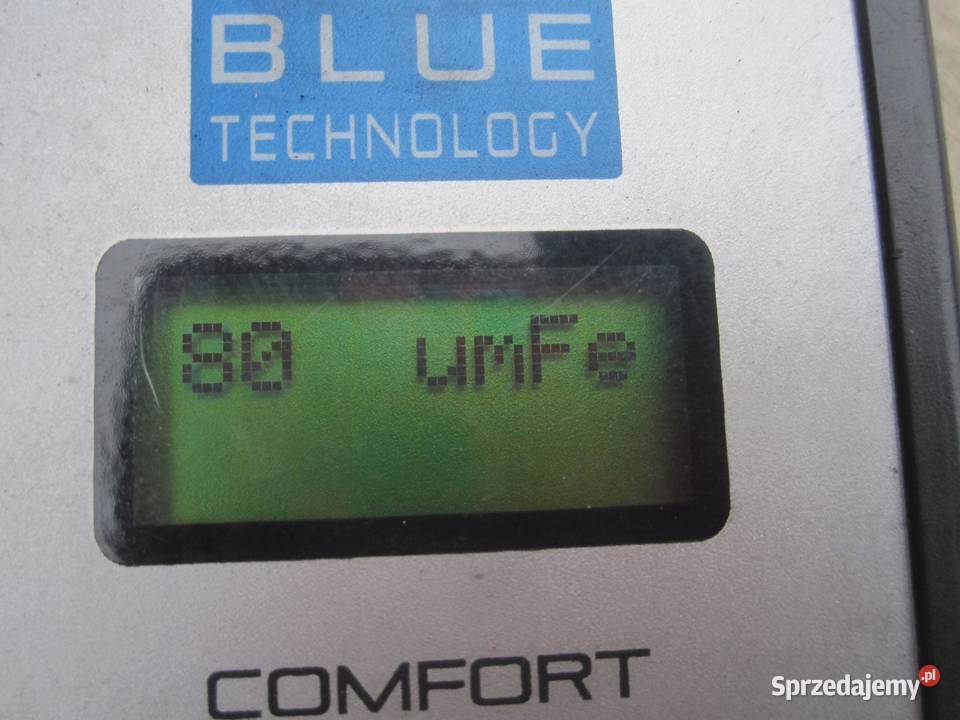 BLUE
TECHNOLOGY
80 umFe
COMFORT
Sprzedajemy.pl